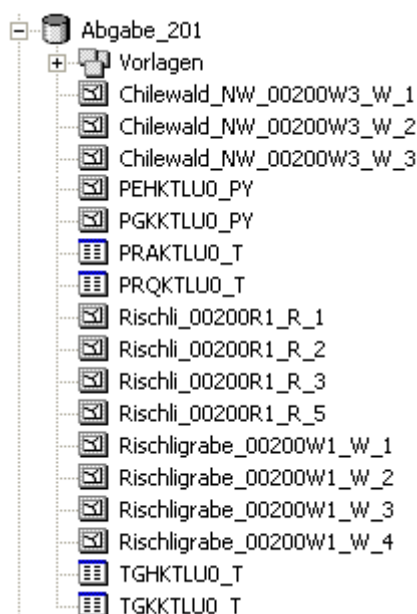 Abgabe_201
Vorlagen
Chilewald_NW_00200W3_W_1
Chilewald_NW_00200W3_W_2
Chilewald_NW_00200W3_W_3
PEHKTLU0_PY
PGKKTLU0_PY
PRAKTLU0_T
PRQKTLU0_T
Rischli_00200R1_R_1
Rischli_00200R1_R_2
Rischli_00200R1_R_3
Rischli_00200R1_R_5
Rischligrabe_00200W1_W_1
Rischligrabe_00200W1_W_2
Rischligrabe_00200W1_W_3
Rischligrabe_00200W1_W_4
TGHKTLU0_T
TGKKTLU0_T